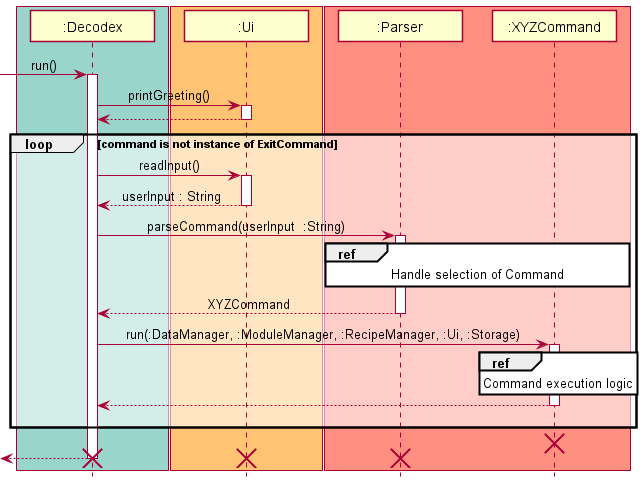 :Decodex
:Ui
:Parser
:XYZCommand
run()
printGreeting()
loop
[command is not instance of ExitCommand]
readInput()
userInput : String
parseCommand(userInput :String)
ref
Handle selection of Command
XYZCommand
run(:DataManager, :ModuleManager, :RecipeManager, :Ui, :Storage)
ref
Command execution logic